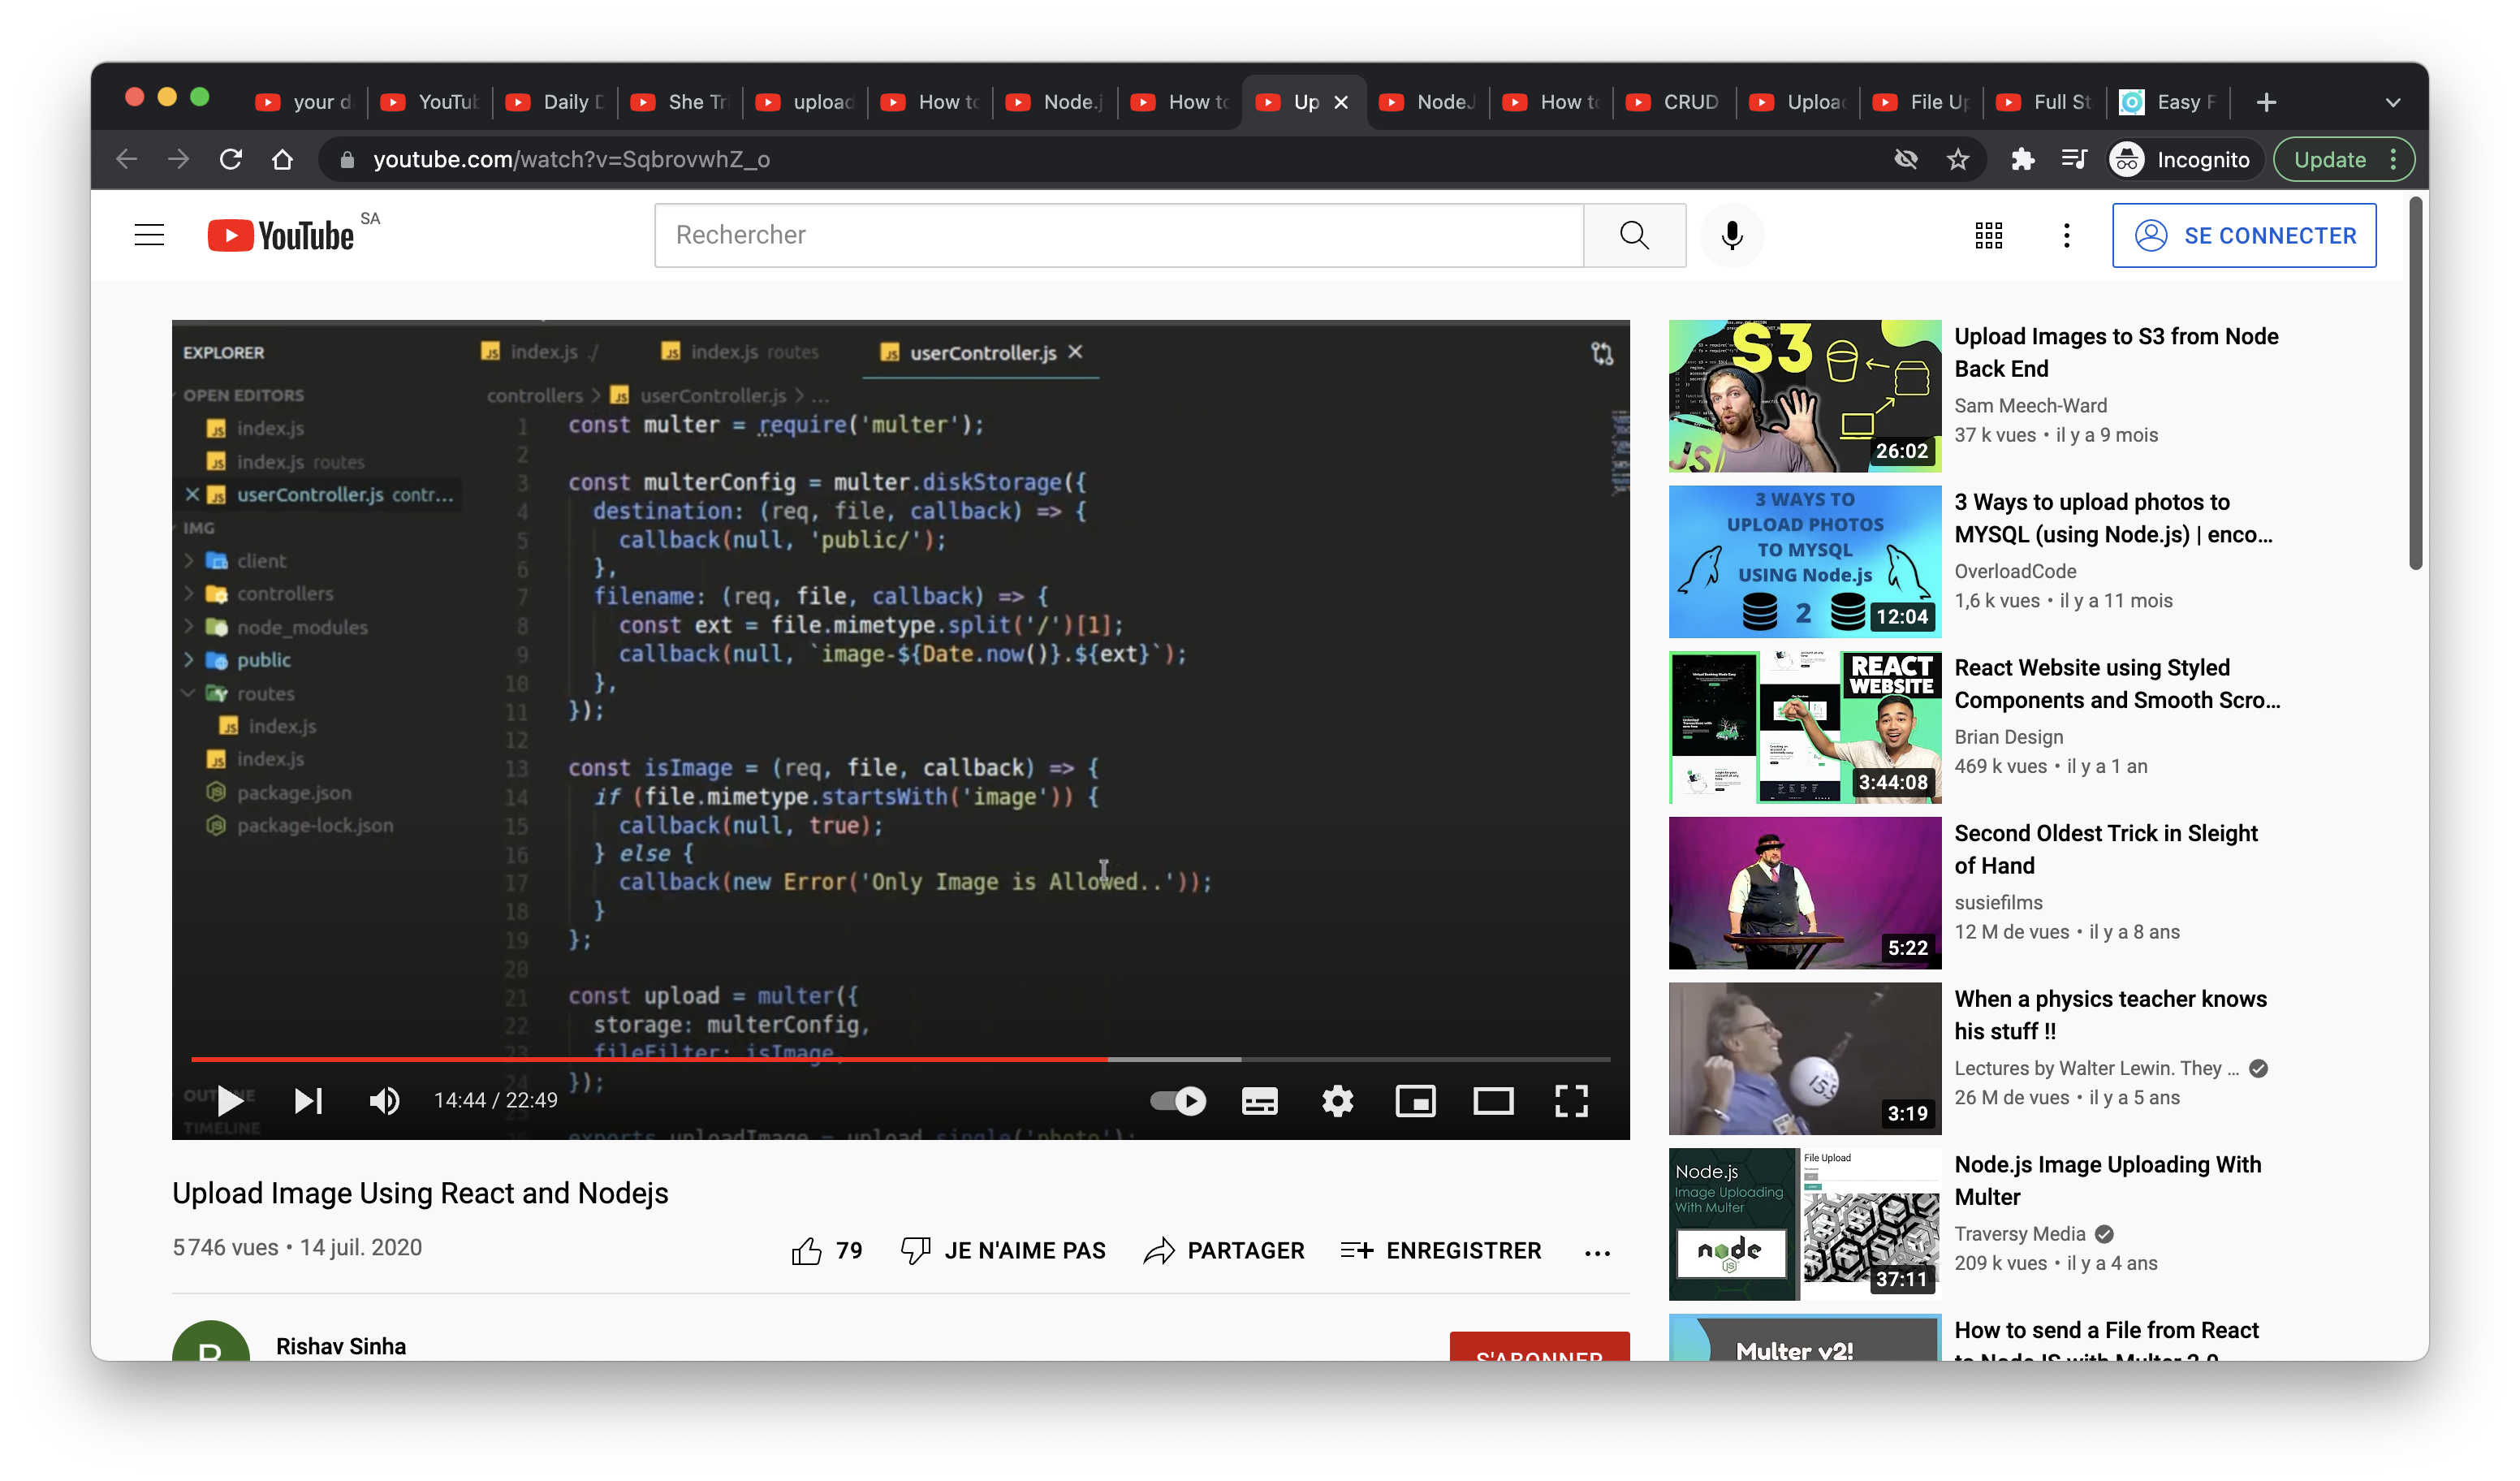 your d
YouTub
Daily D
She Tri
upload
How to
Node.j
How to
Up
NodeJ
How to
CRUD
Upload
File Up
Full St
Easy F
youtube.com/watch?v=SqbrovwhZ_o
Incognito
Update
YouTube SA
Rechercher
SE CONNECTER
EXPLORER
OPEN EDITORS
index.js
index.js routes
userController.js contr...
IMG
client
controllers
node_modules
public
routes
index.js
index.js
package.json
package-lock.json
OUTLINE
TIMELINE
index.js ./
index.js routes
userController.js
controllers > userController.js > ...
1 const multer = require('multer');
2
3 const multerConfig = multer.diskStorage({
4 destination: (req, file, callback) => {
5 callback(null, 'public/');
6 },
7 filename: (req, file, callback) => {
8 const ext = file.mimetype.split('/')[1];
9 callback(null, `image-${Date.now()}.${ext}`);
10 },
11 });
12
13 const isImage = (req, file, callback) => {
14 if (file.mimetype.startsWith('image')) {
15 callback(null, true);
16 } else {
17 callback(new Error('Only Image is Allowed..'));
18 }
19 };
20
21 const upload = multer({
22 storage: multerConfig,
23 fileFilter: isImage,
24 });
exports.uploadImage = upload.single('photo');
14:44 / 22:49
Upload Image Using React and Nodejs
5 746 vues • 14 juil. 2020
79
JE N'AIME PAS
PARTAGER
ENREGISTRER
R
Rishav Sinha
S'ABONNER
S3
JS
26:02
Upload Images to S3 from Node
Back End
Sam Meech-Ward
37 k vues • il y a 9 mois
3 WAYS TO
UPLOAD PHOTOS
TO MYSQL
USING Node.js
2
12:04
3 Ways to upload photos to
MYSQL (using Node.js) | enco...
OverloadCode
1,6 k vues • il y a 11 mois
REACT
WEBSITE
3:44:08
React Website using Styled
Components and Smooth Scro...
Brian Design
469 k vues • il y a 1 an
5:22
Second Oldest Trick in Sleight
of Hand
susiefilms
12 M de vues • il y a 8 ans
15.5
3:19
When a physics teacher knows
his stuff !!
Lectures by Walter Lewin. They ...
26 M de vues • il y a 5 ans
Node.js
Image Uploading
With Multer
node
JS
File Upload
37:11
Node.js Image Uploading With
Multer
Traversy Media
209 k vues • il y a 4 ans
Multer v2!
How to send a File from React
to Node JS with Multer 2.0